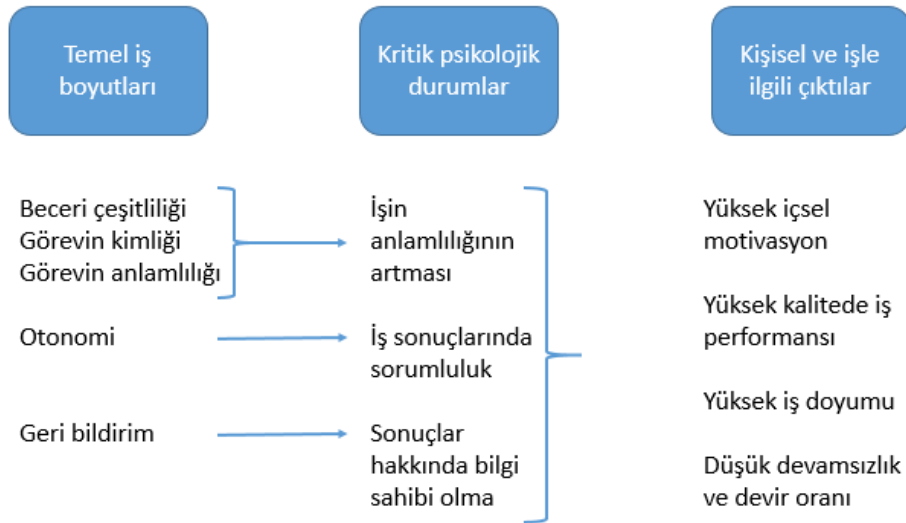 Temel iş
boyutları
Kritik psikolojik
durumlar
Kişisel ve işle
ilgili çıktılar
Beceri çeşitliliği
Görevin kimliği
Görevin anlamlılığı
İşin
anlamlılığının
artması
Yüksek içsel
motivasyon
Otonomi
İş sonuçlarında
sorumluluk
Yüksek kalitede iş
performansı
Geri bildirim
Sonuçlar
hakkında bilgi
sahibi olma
Yüksek iş doyumu
Düşük devamsızlık
ve devir oranı